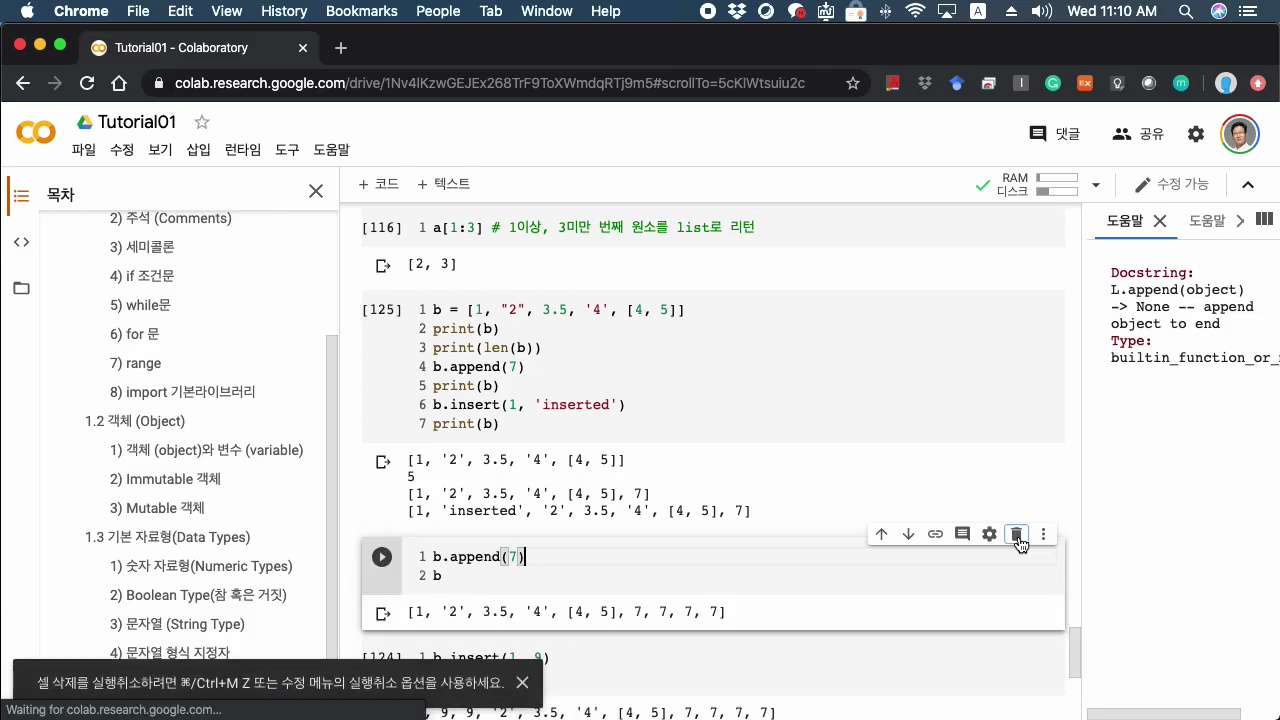 Chrome File Edit View History Bookmarks People Tab Window Help
A
Wed 11:10 AM
Tutorial01 - Colaboratory
colab.research.google.com/drive/1Nv4lKzwGEJEx268TrF9ToXWmdqRTj9m5#scrollTo=5cKlWtsuiu2c
Tutorial01
댓글
공유
파일 수정 보기 삽입 런타임 도구 도움말
목차
+ 코드 + 텍스트
RAM
디스크
수정 가능
2) 주석 (Comments)
3) 세미콜론
4) if 조건문
5) while문
6) for 문
7) range
8) import 기본라이브러리
1.2 객체 (Object)
1) 객체 (object)와 변수 (variable)
2) Immutable 객체
3) Mutable 객체
1.3 기본 자료형(Data Types)
1) 숫자 자료형(Numeric Types)
2) Boolean Type(참 혹은 거짓)
3) 문자열 (String Type)
4) 문자열 형식 지정자
[116] 1 a[1:3] # 1이상, 3미만 번째 원소를 list로 리턴
[2, 3]
[125] 1 b = [1, "2", 3.5, '4', [4, 5]]
2 print(b)
3 print(len(b))
4 b.append(7)
5 print(b)
6 b.insert(1, 'inserted')
7 print(b)
[1, '2', 3.5, '4', [4, 5]]
5
[1, '2', 3.5, '4', [4, 5], 7]
[1, 'inserted', '2', 3.5, '4', [4, 5], 7]
1 b.append(7)
2 b
[1, '2', 3.5, '4', [4, 5], 7, 7, 7, 7]
[124] 1 b.insert(1, 9)
, 9, 9, '2', 3.5, '4', [4, 5], 7, 7, 7, 7]
도움말 도움말
Docstring:
L.append(object)
-> None -- append
object to end
Type:
builtin_function_or_
셀 삭제를 실행취소하려면 ⌘/Ctrl+M Z 또는 수정 메뉴의 실행취소 옵션을 사용하세요.
Waiting for colab.research.google.com...